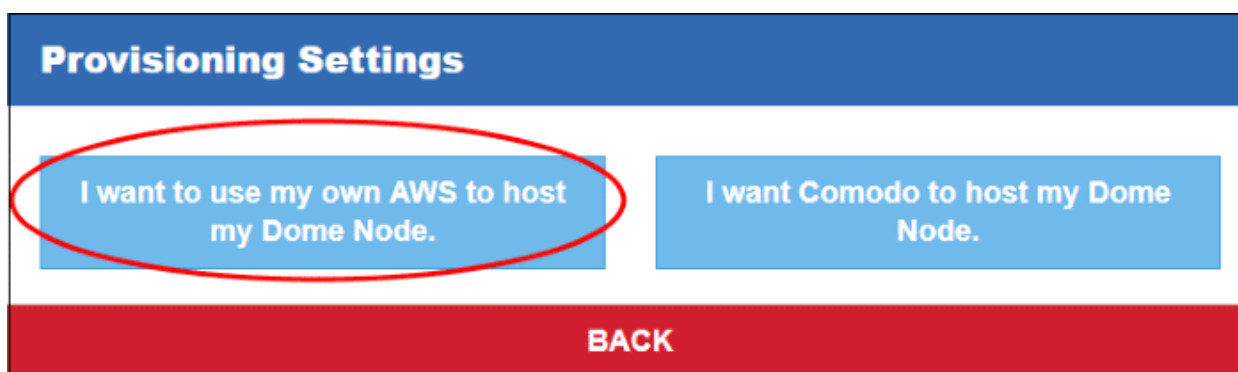 Provisioning Settings
I want to use my own AWS to host
my Dome Node.
I want Comodo to host my Dome
Node.
BACK